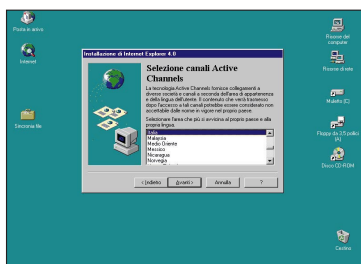 Posta in arrivo
Internet
Sincronia file
Installazione di Internet Explorer 4.0
Selezione canali Active
Channels
La tecnologia Active Channels fornisce collegamenti a
diverse società e canali a seconda dell'area di appartenenza
e della lingua dell'utente. Il contenuto che verrà trasmesso
dopo l'accesso a tali canali potrebbe essere considerato non
accettabile dalle norme in vigore nel proprio paese.
Selezionare l'area che più si avvicina al proprio paese e alla
propria lingua.
Italia
Malaysia
Medio Oriente
Messico
Nicaragua
Norvegia
< Indietro
Avanti >
Annulla
?
Risorse del
computer
Risorse di rete
(C)
Floppy da 3,5 pollici
(A)
Disco CD-ROM
Cestino